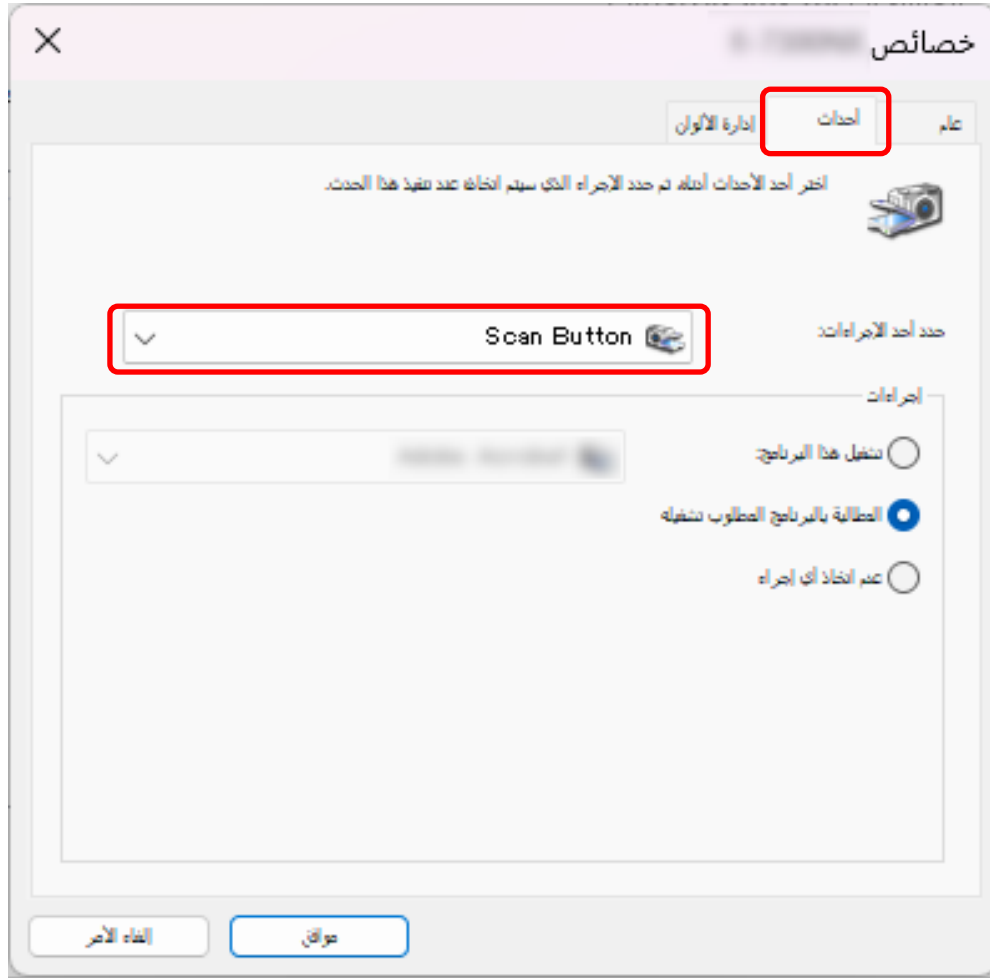 خصائص
عام
أحداث
إدارة الألوان
اختر أحد الأحداث أدناه، ثم حدد الإجراء الذي سيتم اتخاذه عند تنفيذ هذا الحدث.
حدد أحد الإجراءات:
Scan Button
إجراءات
تشغيل هذا البرنامج:
المطالبة بالبرنامج المطلوب تشغيله
عدم اتخاذ أي إجراء
موافق
إلغاء الأمر